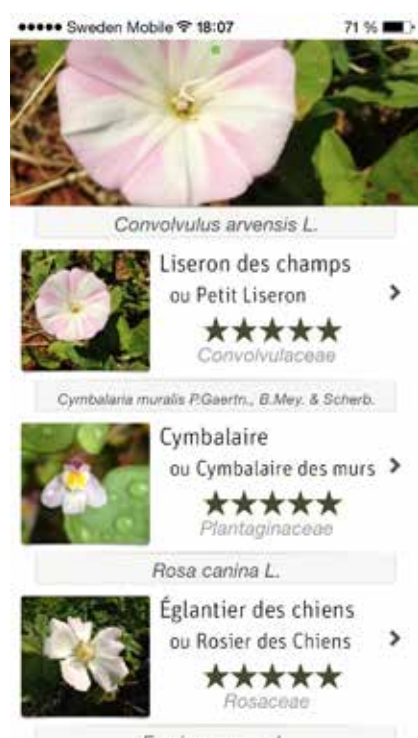 Sweden Mobile 18:07 71 %
Convolvulus arvensis L.
Liseron des champs
ou Petit Liseron
Convolvulaceae
Cymbalaria muralis P.Gaertn., B.Mey. & Scherb.
Cymbalaire
ou Cymbalaire des murs
Plantaginaceae
Rosa canina L.
Églantier des chiens
ou Rosier des Chiens
Rosaceae